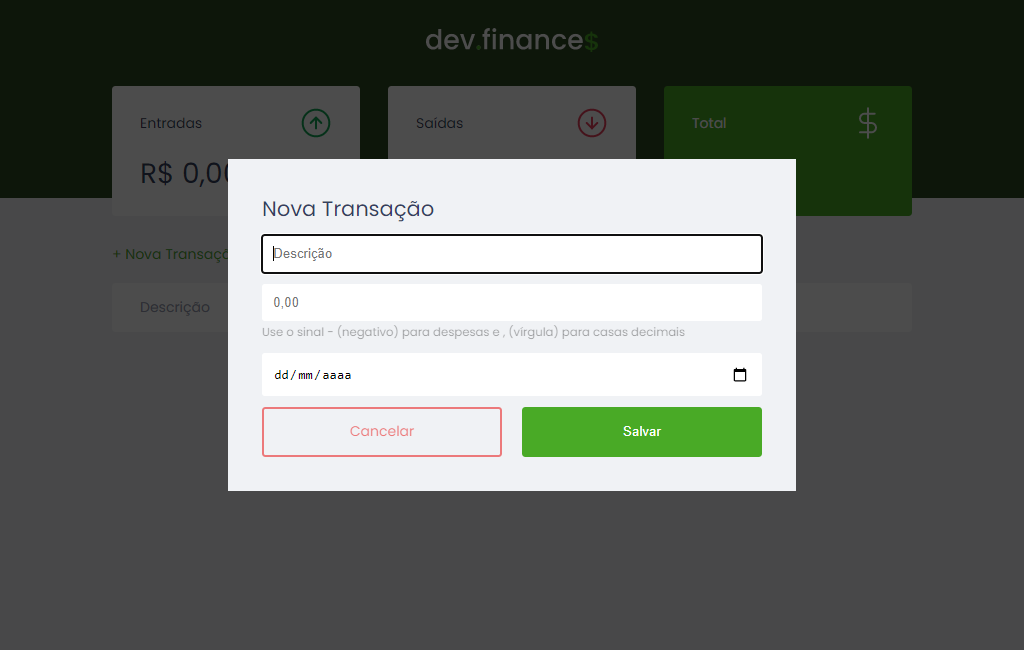 dev.finance$
Entradas
Saídas
Total
$
R$ 0,00
Nova Transação
Descrição
0,00
Use o sinal - (negativo) para despesas e , (vírgula) para casas decimais
dd/mm/aaaa
Cancelar
Salvar
+ Nova Transaçã
Descrição